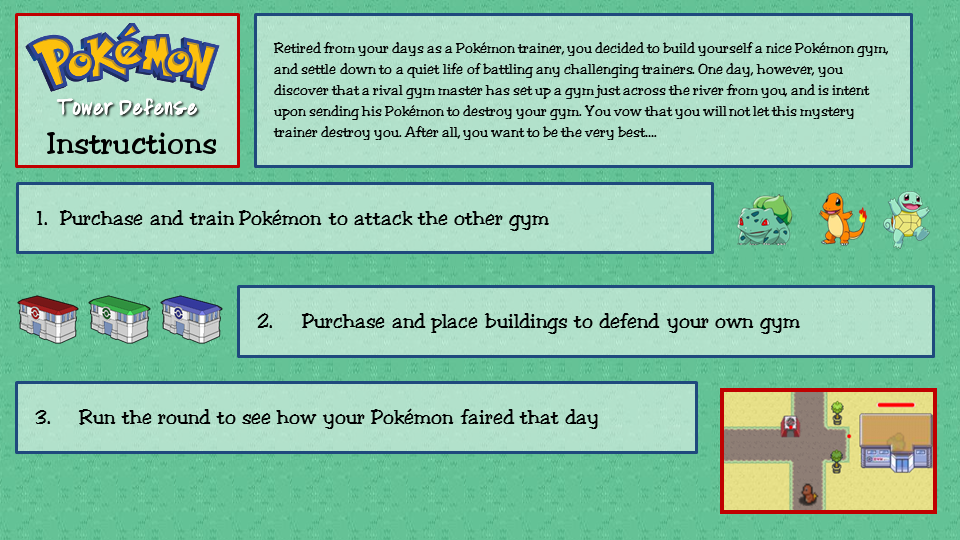 POKéMON
Tower Defense
Instructions
Retired from your days as a Pokémon trainer, you decided to build yourself a nice Pokémon gym,
and settle down to a quiet life of battling any challenging trainers. One day, however, you
discover that a rival gym master has set up a gym just across the river from you, and is intent
upon sending his Pokémon to destroy your gym. You vow that you will not let this mystery
trainer destroy you. After all, you want to be the very best....
1. Purchase and train Pokémon to attack the other gym
2. Purchase and place buildings to defend your own gym
3. Run the round to see how your Pokémon faired that day